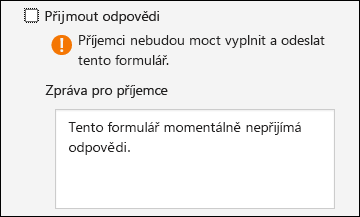 Přijmout odpovědi
Příjemci nebudou moct vyplnit a odeslat
tento formulář.
Zpráva pro příjemce
Tento formulář momentálně nepřijímá
odpovědi.